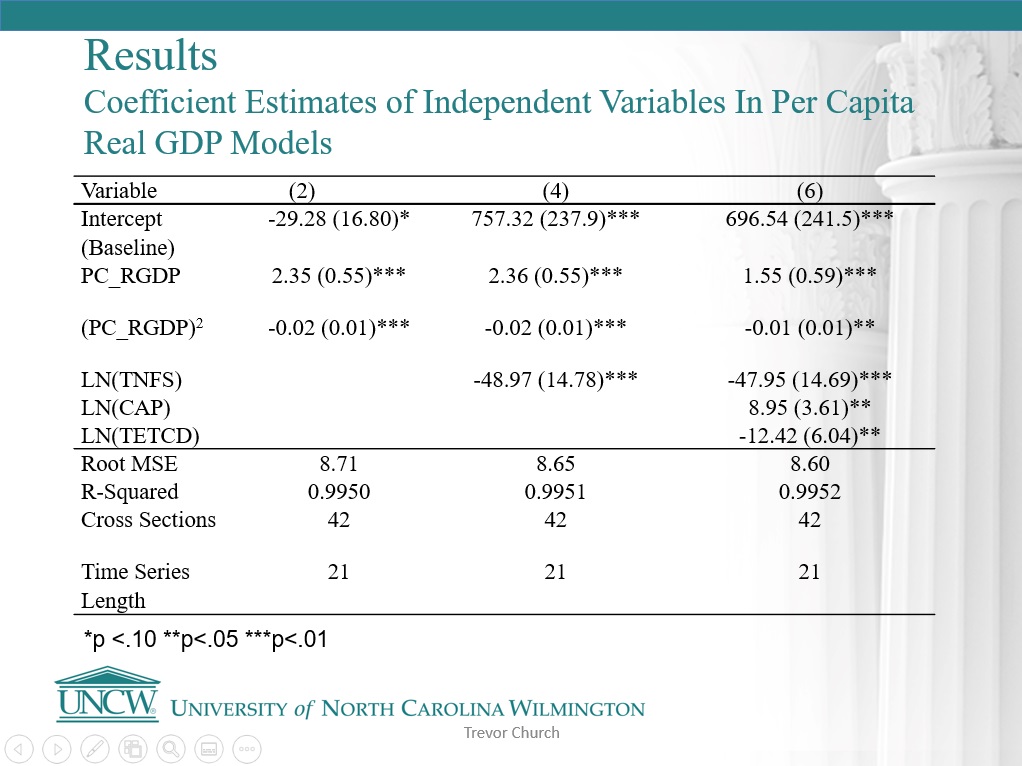 Results
Coefficient Estimates of Independent Variables In Per Capita
Real GDP Models
Variable (2) (4) (6)
Intercept -29.28 (16.80)* 757.32 (237.9)*** 696.54 (241.5)***
(Baseline)
PC_RGDP 2.35 (0.55)*** 2.36 (0.55)*** 1.55 (0.59)***
(PC_RGDP)² -0.02 (0.01)*** -0.02 (0.01)*** -0.01 (0.01)**
LN(TNFS) -48.97 (14.78)*** -47.95 (14.69)***
LN(CAP) 8.95 (3.61)**
LN(TETCD) -12.42 (6.04)**
Root MSE 8.71 8.65 8.60
R-Squared 0.9950 0.9951 0.9952
Cross Sections 42 42 42
Time Series 21 21 21
Length
*p <.10 **p<.05 ***p<.01
UNCW® UNIVERSITY of NORTH CAROLINA WILMINGTON
Trevor Church